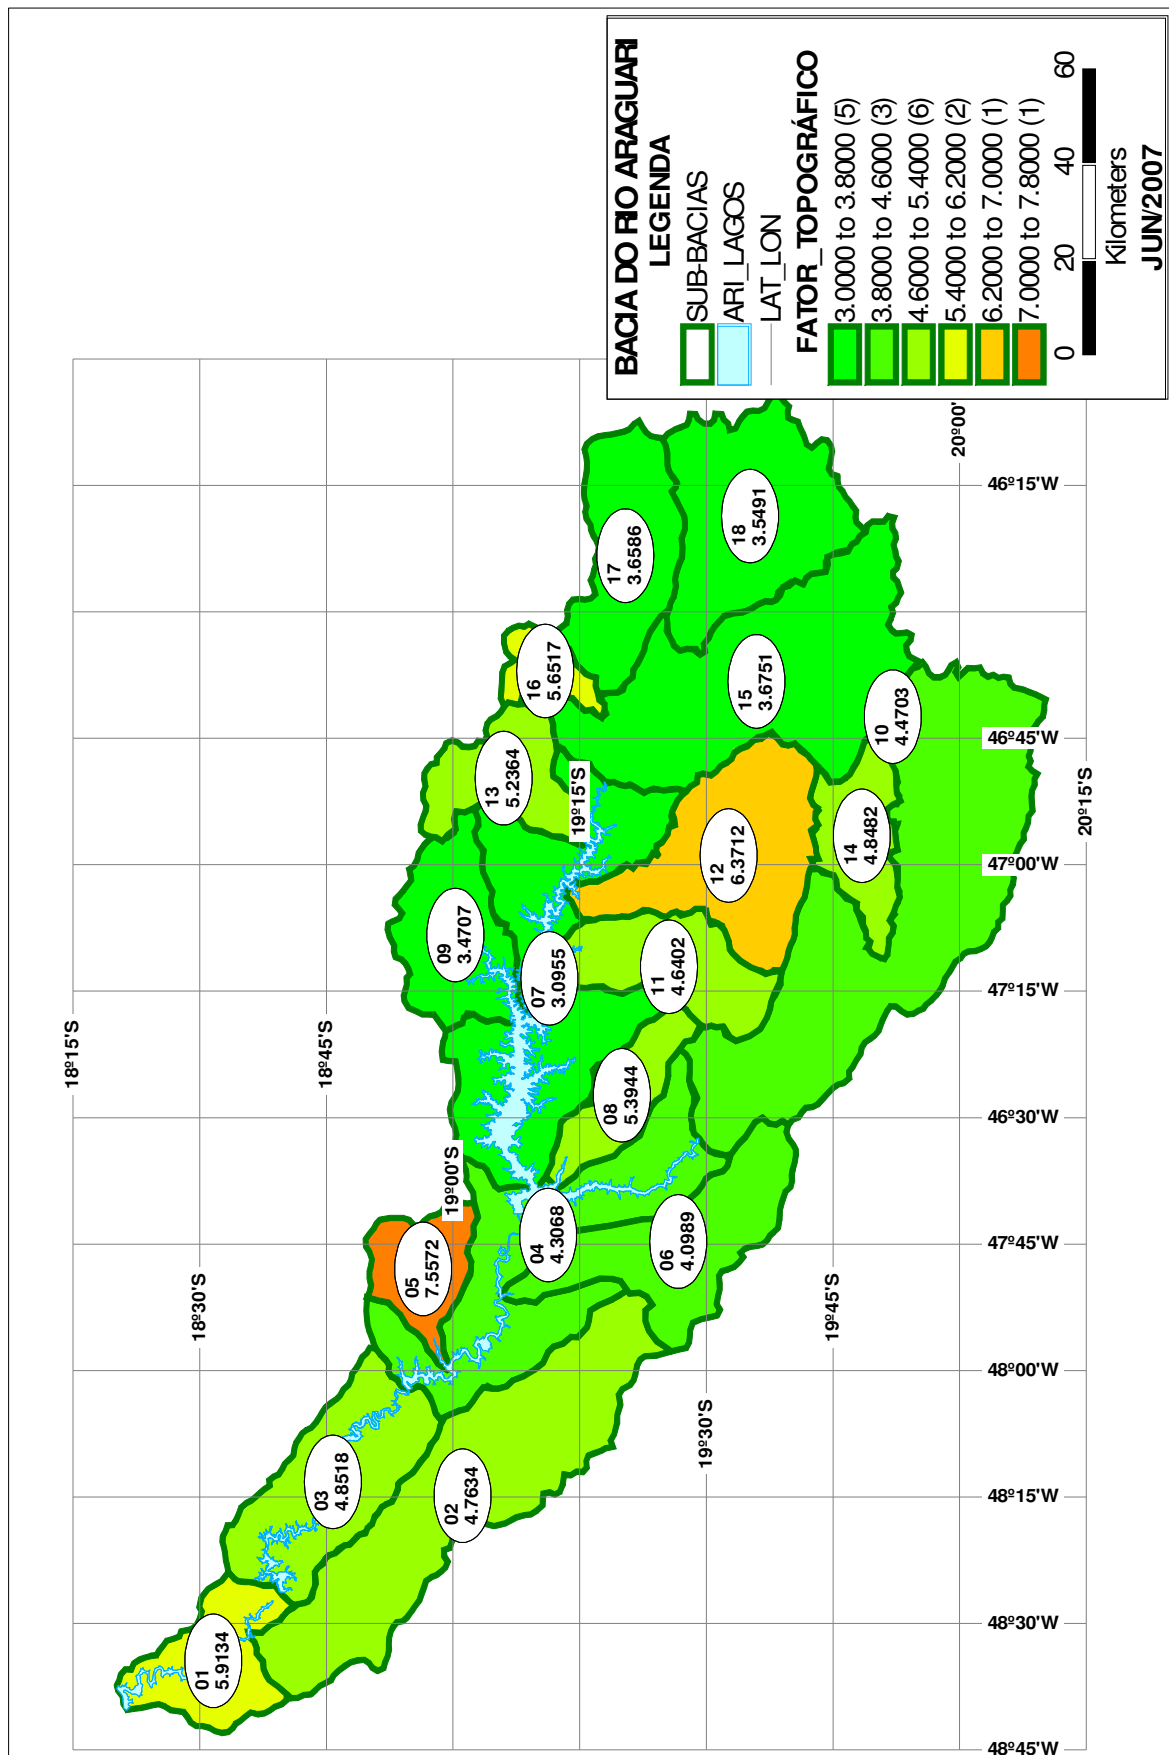 BACIA DO RIO ARAGUARI
LEGENDA
SUB-BACIAS
ARI_LAGOS
LAT_LON
FATOR_TOPOGRÁFICO
3.0000 to 3.8000 (5)
3.8000 to 4.6000 (3)
4.6000 to 5.4000 (6)
5.4000 to 6.2000 (2)
6.2000 to 7.0000 (1)
7.0000 to 7.8000 (1)
0 20 40 60
Kilometers
JUN/2007
18º15'S
18º30'S
18º45'S
19º00'S
19º15'S
19º30'S
19º45'S
20º00'
20º15'S
48º45'W
48º30'W
48º15'W
48º00'W
47º45'W
46º30'W
47º15'W
47º00'W
46º45'W
46º15'W
01
5.9134
02
4.7634
03
4.8518
04
4.3068
05
7.5572
06
4.0989
07
3.0955
08
5.3944
09
3.4707
10
4.4703
11
4.6402
12
6.3712
13
5.2364
14
4.8482
15
3.6751
16
5.6517
17
3.6586
18
3.5491